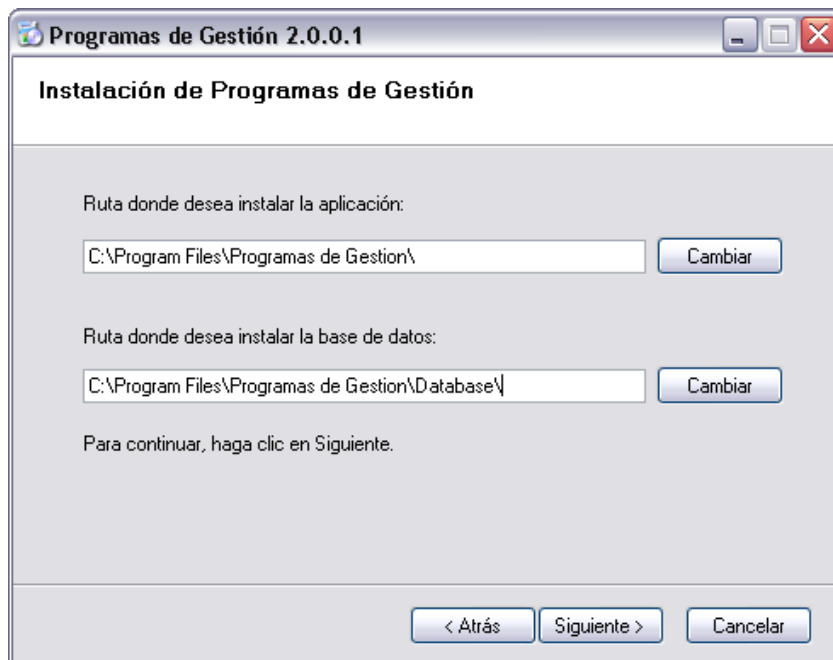 Programas de Gestión 2.0.0.1
Instalación de Programas de Gestión
Ruta donde desea instalar la aplicación:
C:\Program Files\Programas de Gestion\
Cambiar
Ruta donde desea instalar la base de datos:
C:\Program Files\Programas de Gestion\Database\
Cambiar
Para continuar, haga clic en Siguiente.
< Atrás
Siguiente >
Cancelar